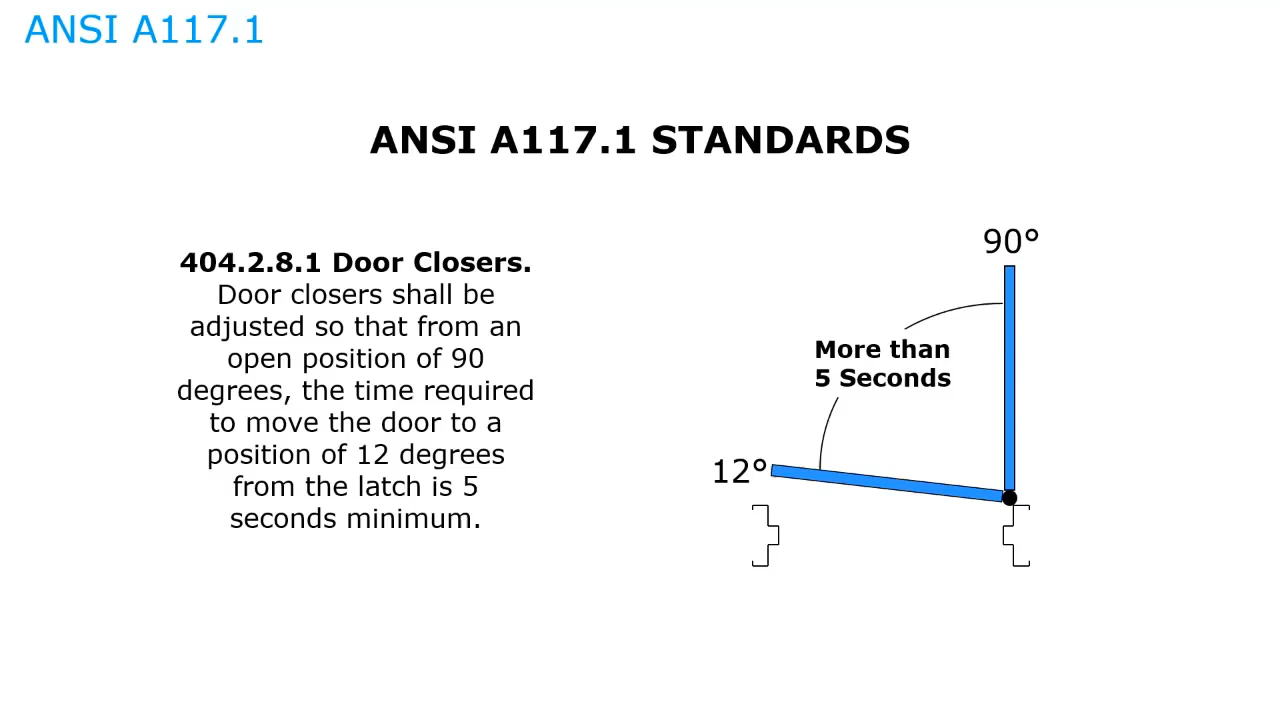 ANSI A117.1
ANSI A117.1 STANDARDS
404.2.8.1 Door Closers.
Door closers shall be
adjusted so that from an
open position of 90
degrees, the time required
to move the door to a
position of 12 degrees
from the latch is 5
seconds minimum.
90°
More than
5 Seconds
12°